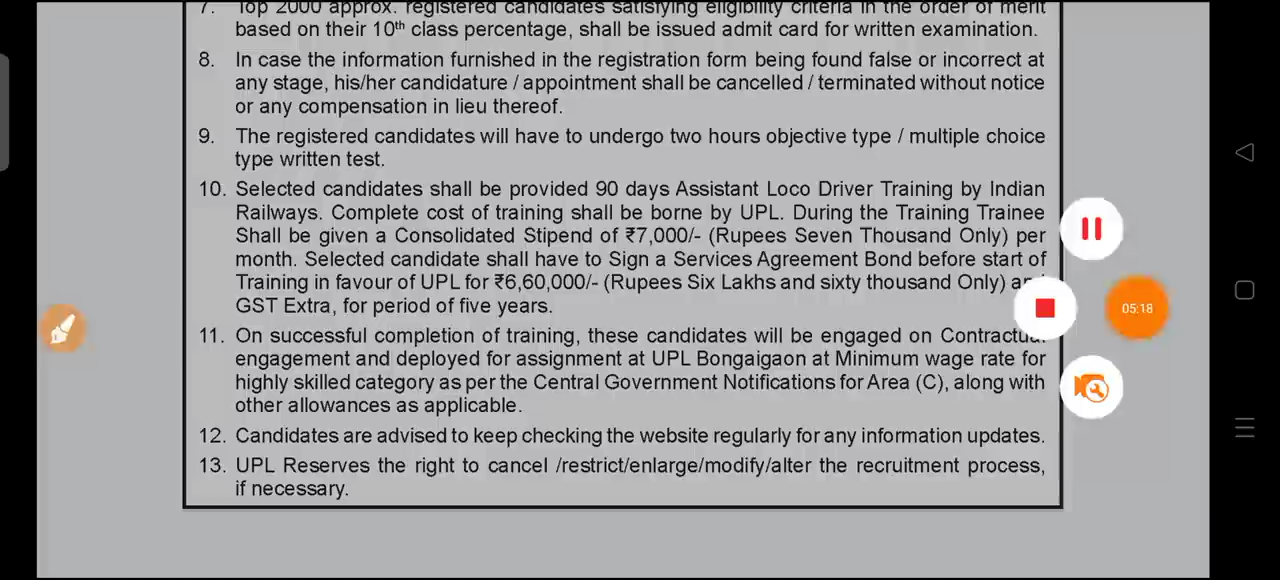 7. Top 2000 approx. registered candidates satisfying eligibility criteria in the order of merit
based on their 10th class percentage, shall be issued admit card for written examination.
8. In case the information furnished in the registration form being found false or incorrect at
any stage, his/her candidature / appointment shall be cancelled / terminated without notice
or any compensation in lieu thereof.
9. The registered candidates will have to undergo two hours objective type / multiple choice
type written test.
10. Selected candidates shall be provided 90 days Assistant Loco Driver Training by Indian
Railways. Complete cost of training shall be borne by UPL. During the Training Trainee
Shall be given a Consolidated Stipend of ₹7,000/- (Rupees Seven Thousand Only) per
month. Selected candidate shall have to Sign a Services Agreement Bond before start of
Training in favour of UPL for ₹6,60,000/- (Rupees Six Lakhs and sixty thousand Only)
GST Extra, for period of five years.
11. On successful completion of training, these candidates will be engaged on Contractual
engagement and deployed for assignment at UPL Bongaigaon at Minimum wage rate for
highly skilled category as per the Central Government Notifications for Area (C), along with
other allowances as applicable.
12. Candidates are advised to keep checking the website regularly for any information updates.
13. UPL Reserves the right to cancel /restrict/enlarge/modify/alter the recruitment process,
if necessary.
05:18